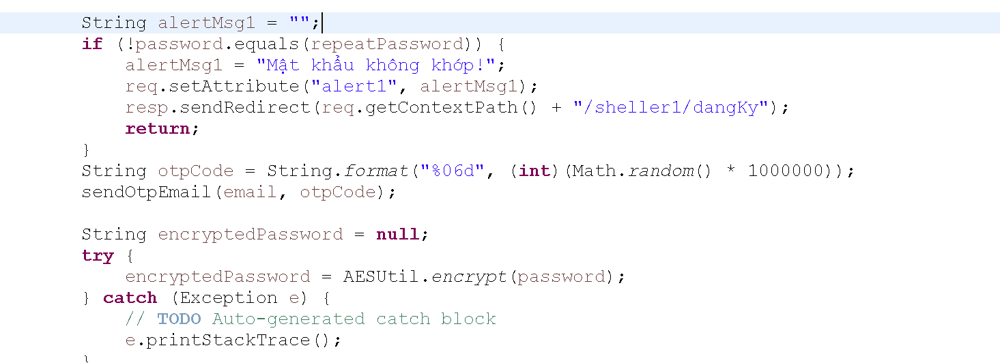 String alertMsg1 = "";
if (!password.equals(repeatPassword)) {
alertMsg1 = "Mật khẩu không khớp!";
req.setAttribute("alert1", alertMsg1);
resp.sendRedirect(req.getContextPath() + "/sheller1/dangKy");
return;
}
String otpCode = String.format("%06d", (int)(Math.random() * 1000000));
sendOtpEmail(email, otpCode);
String encryptedPassword = null;
try {
encryptedPassword = AESUtil.encrypt(password);
} catch (Exception e) {
// TODO Auto-generated catch block
e.printStackTrace();
}